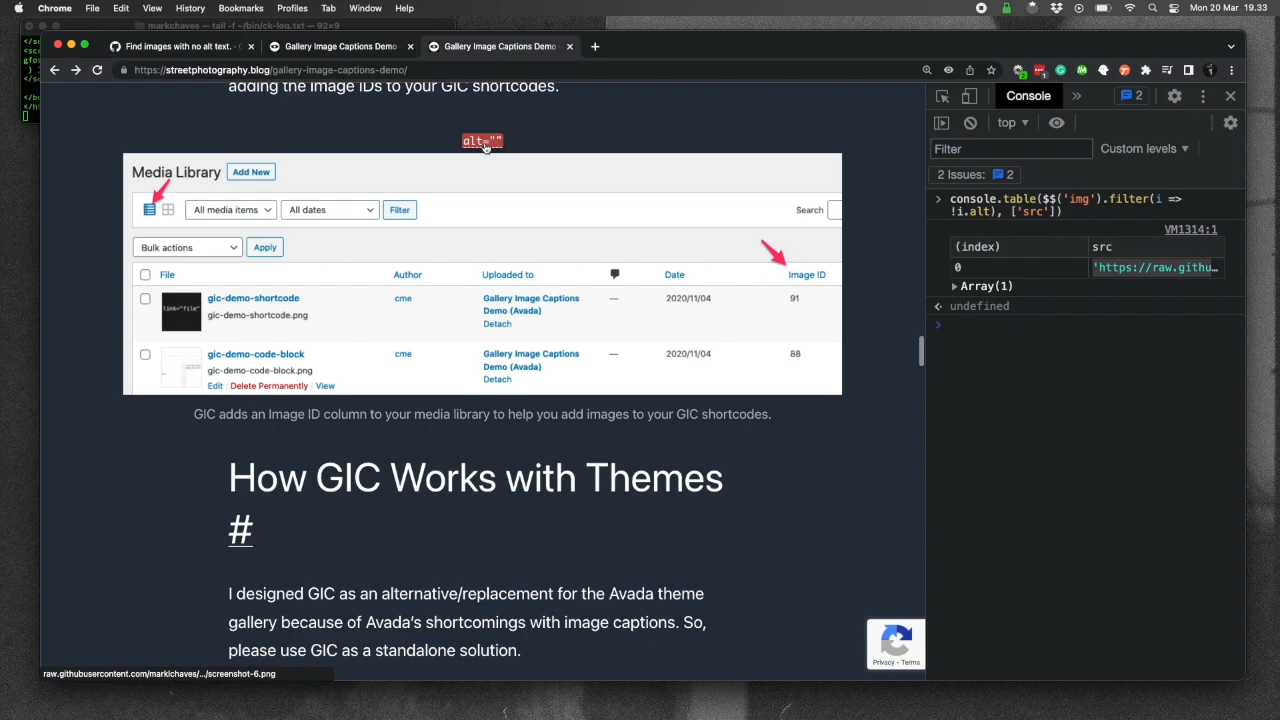 Chrome File Edit View History Bookmarks Profiles Tab Window Help
Mon 20 Mar 19.33
markchaves — tail -f ~/bin/ck-log.txt — 92×9
Find images with no alt text. ·
Gallery Image Captions Demo
Gallery Image Captions Demo
https://streetphotography.blog/gallery-image-captions-demo/
adding the image IDs to your GIC shortcodes.
alt=""
Media Library Add New
All media items All dates Filter Search
Bulk actions Apply
File Author Uploaded to Date Image ID
link="file"
gic-demo-shortcode cme Gallery Image Captions Demo (Avada) — 2020/11/04 91
gic-demo-shortcode.png Detach
gic-demo-code-block cme Gallery Image Captions Demo (Avada) — 2020/11/04 88
gic-demo-code-block.png Detach
Edit | Delete Permanently | View
GIC adds an Image ID column to your media library to help you add images to your GIC shortcodes.
How GIC Works with Themes
#
I designed GIC as an alternative/replacement for the Avada theme
gallery because of Avada’s shortcomings with image captions. So,
please use GIC as a standalone solution.
Privacy - Terms
raw.githubusercontent.com/marklchaves/…/screenshot-6.png
Console » 2
top
Filter Custom levels
2 Issues: 2
console.table($$('img').filter(i =>
!i.alt), ['src'])
VM1314:1
(index) src
0 'https://raw.githu…
Array(1)
undefined